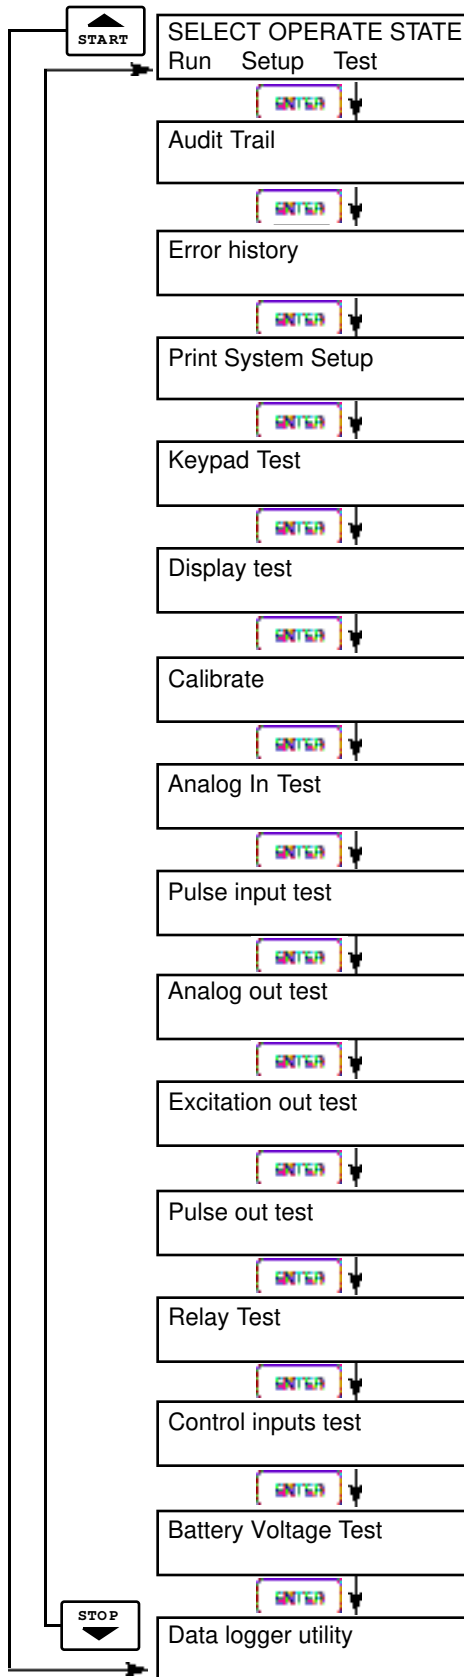 START
SELECT OPERATE STATE
Run Setup Test
ENTER
Audit Trail
ENTER
Error history
ENTER
Print System Setup
ENTER
Keypad Test
ENTER
Display test
ENTER
Calibrate
ENTER
Analog In Test
ENTER
Pulse input test
ENTER
Analog out test
ENTER
Excitation out test
ENTER
Pulse out test
ENTER
Relay Test
ENTER
Control inputs test
ENTER
Battery Voltage Test
ENTER
STOP
Data logger utility